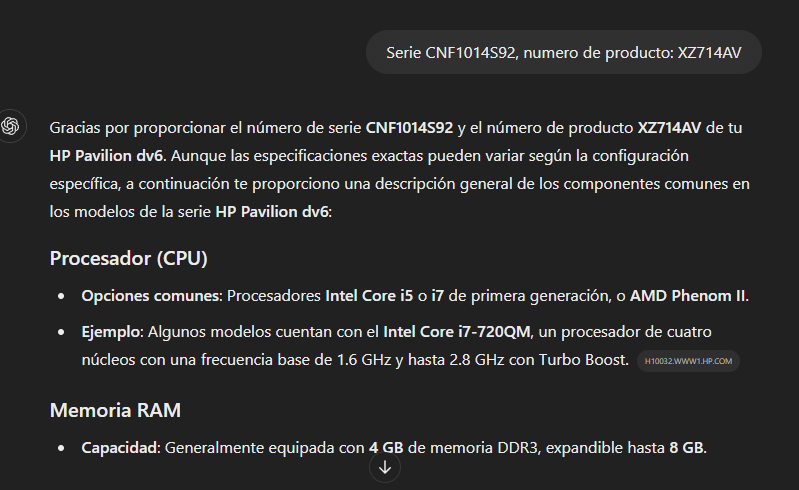 Serie CNF1014S92, numero de producto: XZ714AV
Gracias por proporcionar el número de serie CNF1014S92 y el número de producto XZ714AV de tu
HP Pavilion dv6. Aunque las especificaciones exactas pueden variar según la configuración
específica, a continuación te proporciono una descripción general de los componentes comunes en
los modelos de la serie HP Pavilion dv6:
Procesador (CPU)
• Opciones comunes: Procesadores Intel Core i5 o i7 de primera generación, o AMD Phenom II.
• Ejemplo: Algunos modelos cuentan con el Intel Core i7-720QM, un procesador de cuatro
núcleos con una frecuencia base de 1.6 GHz y hasta 2.8 GHz con Turbo Boost. H10032.WWW1.HP.COM
Memoria RAM
• Capacidad: Generalmente equipada con 4 GB de memoria DDR3, expandible hasta 8 GB.